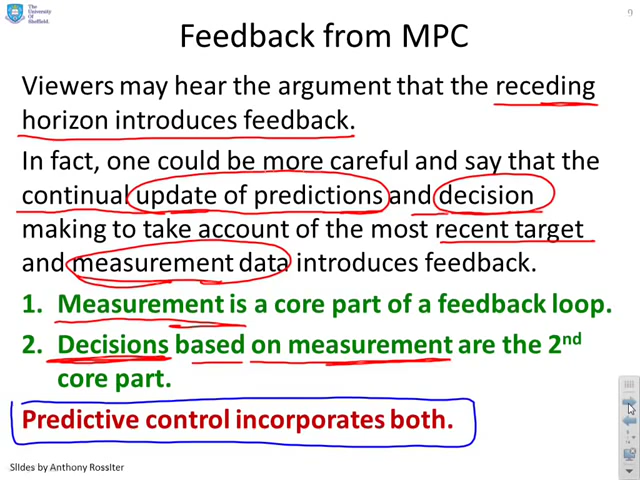 The
University
Of
Sheffield.
9
Feedback from MPC
Viewers may hear the argument that the receding
horizon introduces feedback.
In fact, one could be more careful and say that the
continual update of predictions and decision
making to take account of the most recent target
and measurement data introduces feedback.
1. Measurement is a core part of a feedback loop.
2. Decisions based on measurement are the 2nd
core part.
Predictive control incorporates both.
Slides by Anthony Rossiter